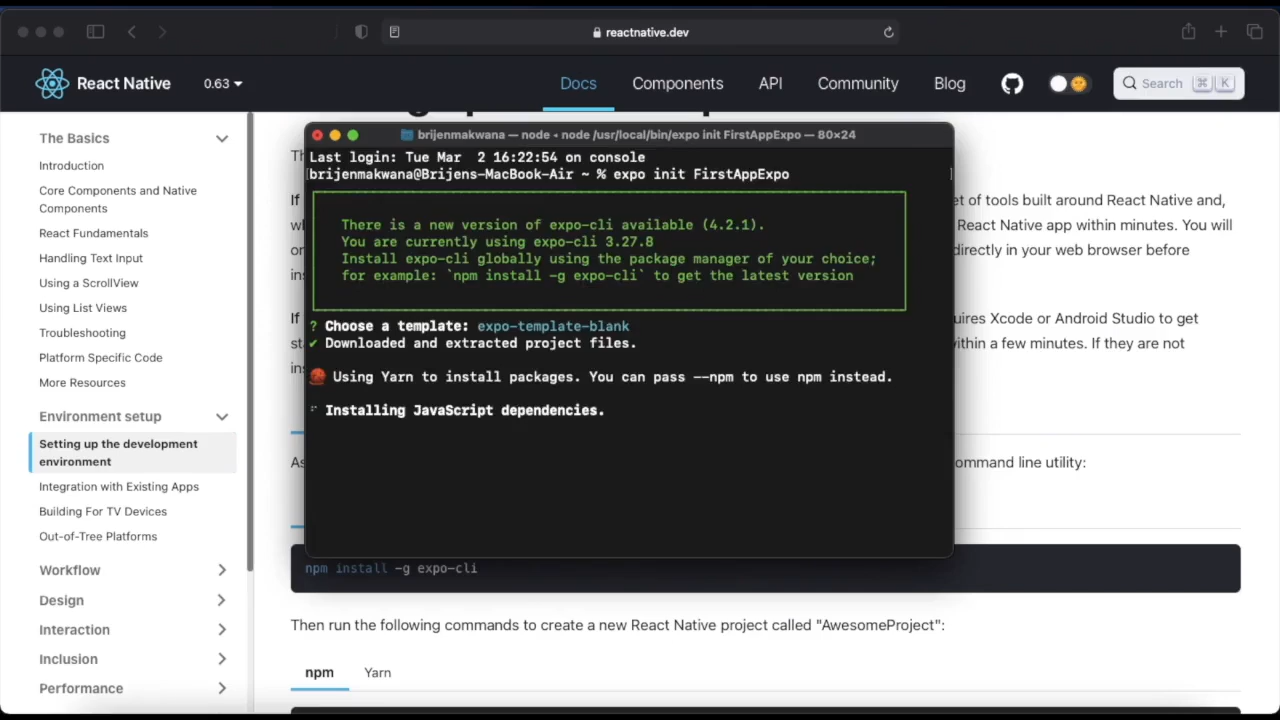 reactnative.dev
React Native
0.63
Docs
Components
API
Community
Blog
Search
⌘ K
The Basics
Introduction
Core Components and Native
Components
React Fundamentals
Handling Text Input
Using a ScrollView
Using List Views
Troubleshooting
Platform Specific Code
More Resources
Environment setup
Setting up the development
environment
Integration with Existing Apps
Building For TV Devices
Out-of-Tree Platforms
Workflow
Design
Interaction
Inclusion
Performance
brijenmakwana — node • node /usr/local/bin/expo init FirstAppExpo — 80×24
Last login: Tue Mar  2 16:22:54 on console
brijenmakwana@Brijens-MacBook-Air ~ % expo init FirstAppExpo
There is a new version of expo-cli available (4.2.1).
You are currently using expo-cli 3.27.8
Install expo-cli globally using the package manager of your choice;
for example: `npm install -g expo-cli` to get the latest version
? Choose a template: expo-template-blank
✔ Downloaded and extracted project files.
Using Yarn to install packages. You can pass --npm to use npm instead.
Installing JavaScript dependencies.
If
et of tools built around React Native and,
React Native app within minutes. You will
directly in your web browser before
If
uires Xcode or Android Studio to get
within a few minutes. If they are not
As
ommand line utility:
npm install -g expo-cli
Then run the following commands to create a new React Native project called "AwesomeProject":
npm
Yarn